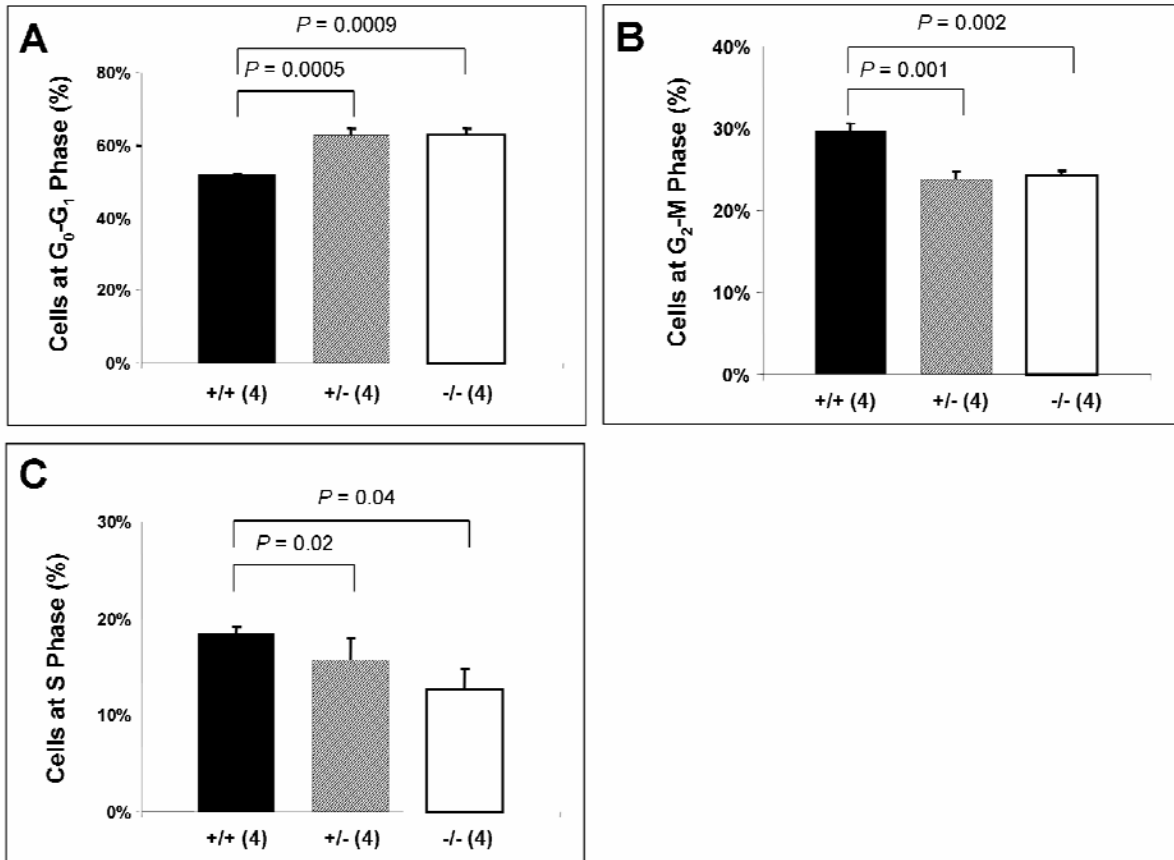 A
P = 0.0009
P = 0.0005
Cells at G0-G1 Phase (%)
80%
60%
40%
20%
0%
+/+ (4) +/- (4) -/- (4)
B
P = 0.002
P = 0.001
Cells at G2-M Phase (%)
40%
30%
20%
10%
0%
+/+ (4) +/- (4) -/- (4)
C
P = 0.04
P = 0.02
Cells at S Phase (%)
30%
20%
10%
0%
+/+ (4) +/- (4) -/- (4)